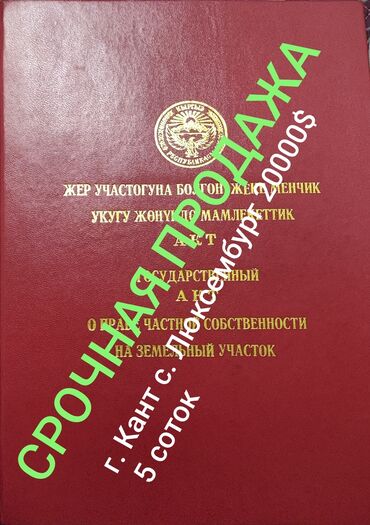 ЖЕР УЧАСТОГУНА БОЛГОН ЖЕКЕ МЕНЧИК
УКУГУ ЖӨНҮНДӨ МАМЛЕКЕТТИК
АКТ
ГОСУДАРСТВЕННЫЙ
АКТ
О ПРАВЕ ЧАСТНОЙ СОБСТВЕННОСТИ
НА ЗЕМЕЛЬНЫЙ УЧАСТОК
СРОЧНАЯ ПРОДАЖА
г. Кант с. Люксембург 20000$
5 соток